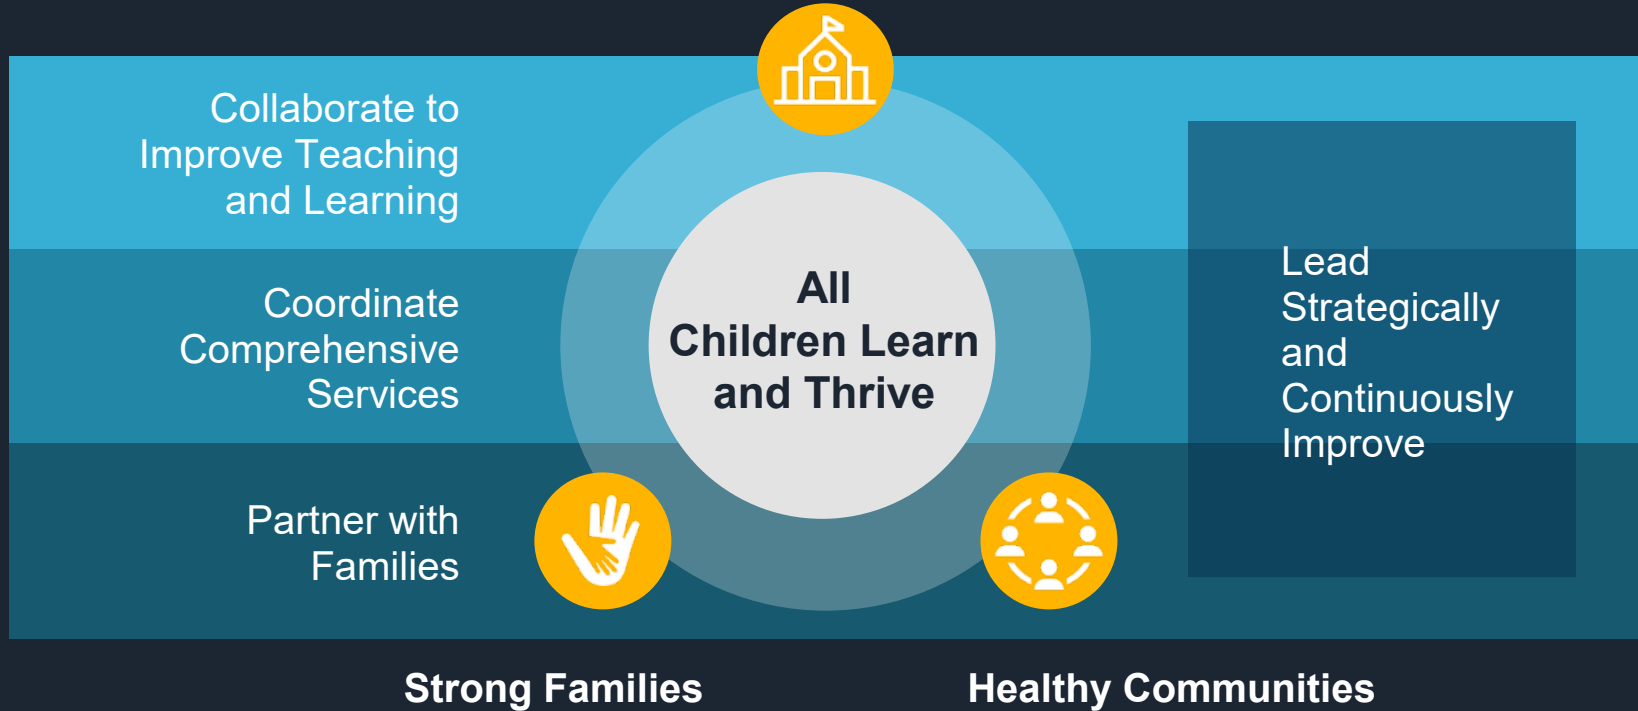 Collaborate to
Improve Teaching
and Learning
Coordinate
Comprehensive
Services
Partner with
Families
All
Children Learn
and Thrive
Lead
Strategically
and
Continuously
Improve
Strong Families
Healthy Communities